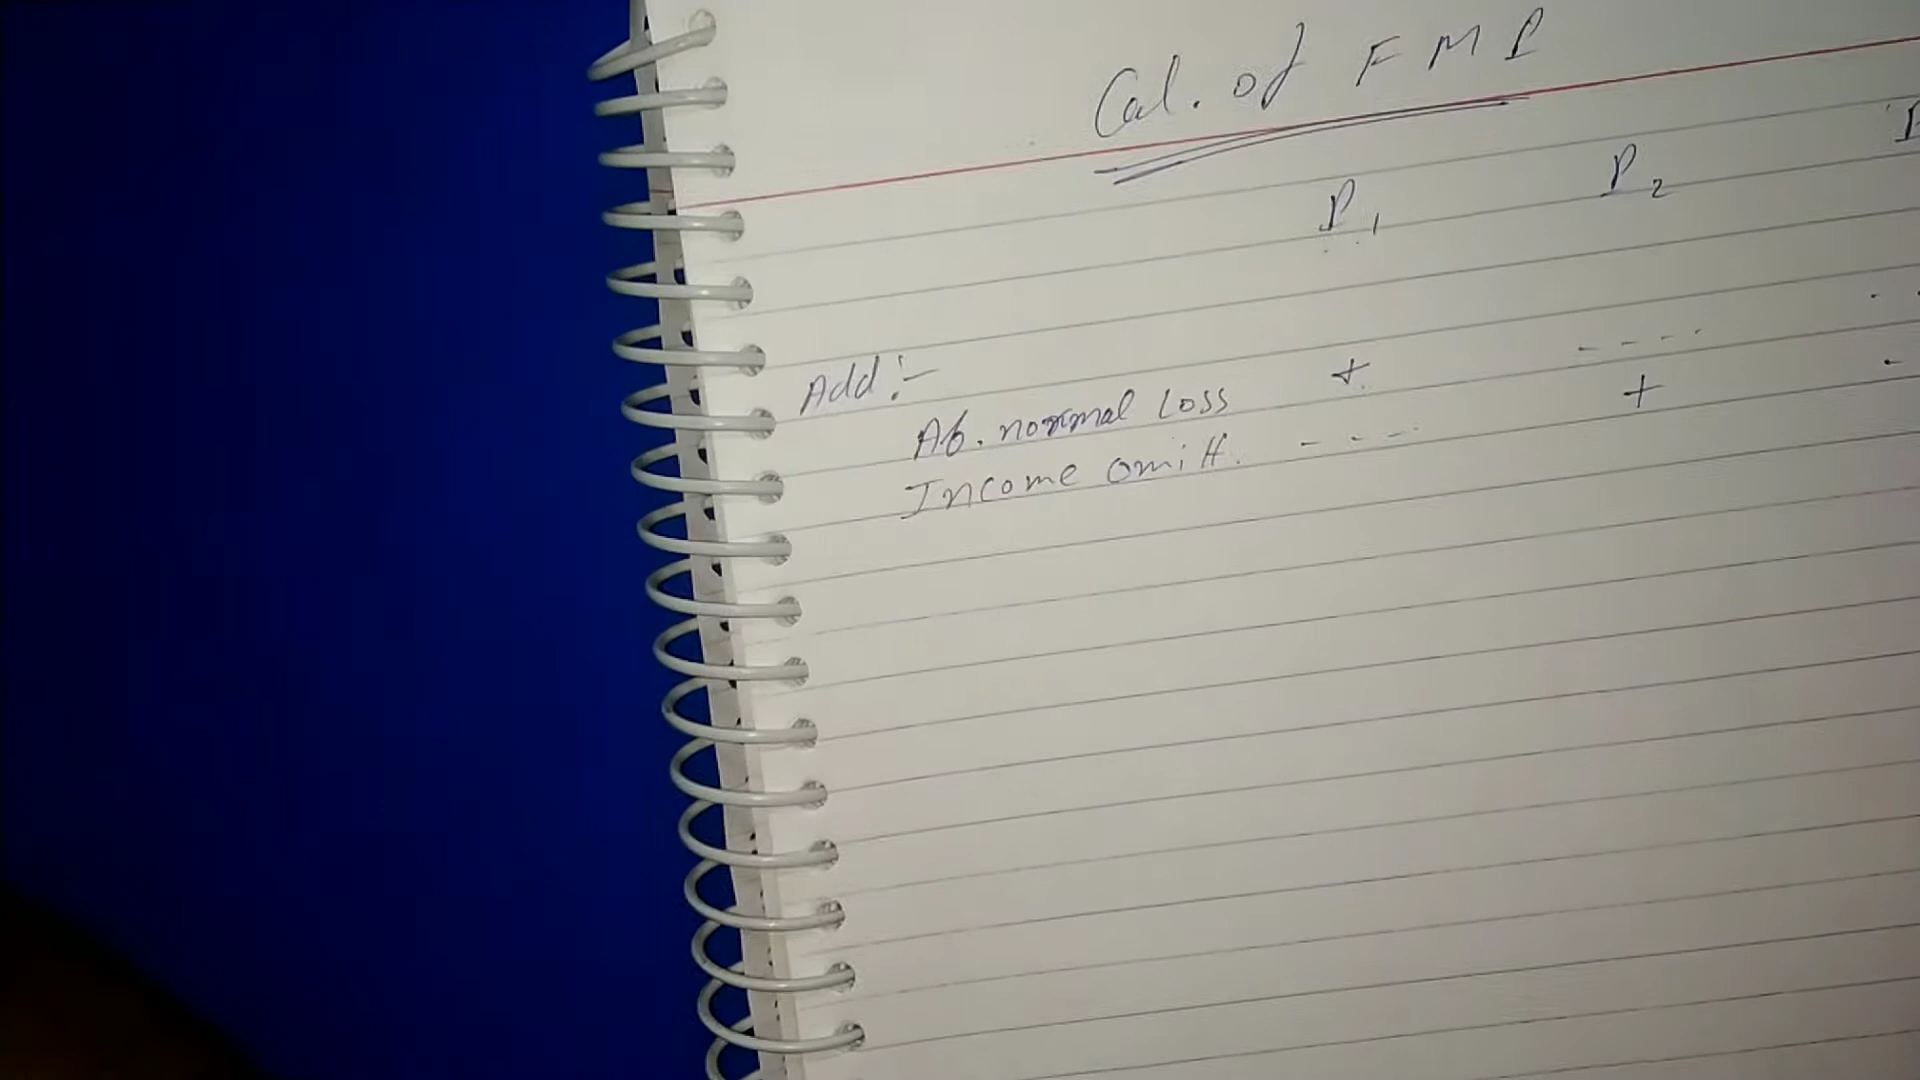 Cal. of FMP
P1 P2 P
Add :-
Ab. normal Loss + - - - -
Income omitt. - - - - +